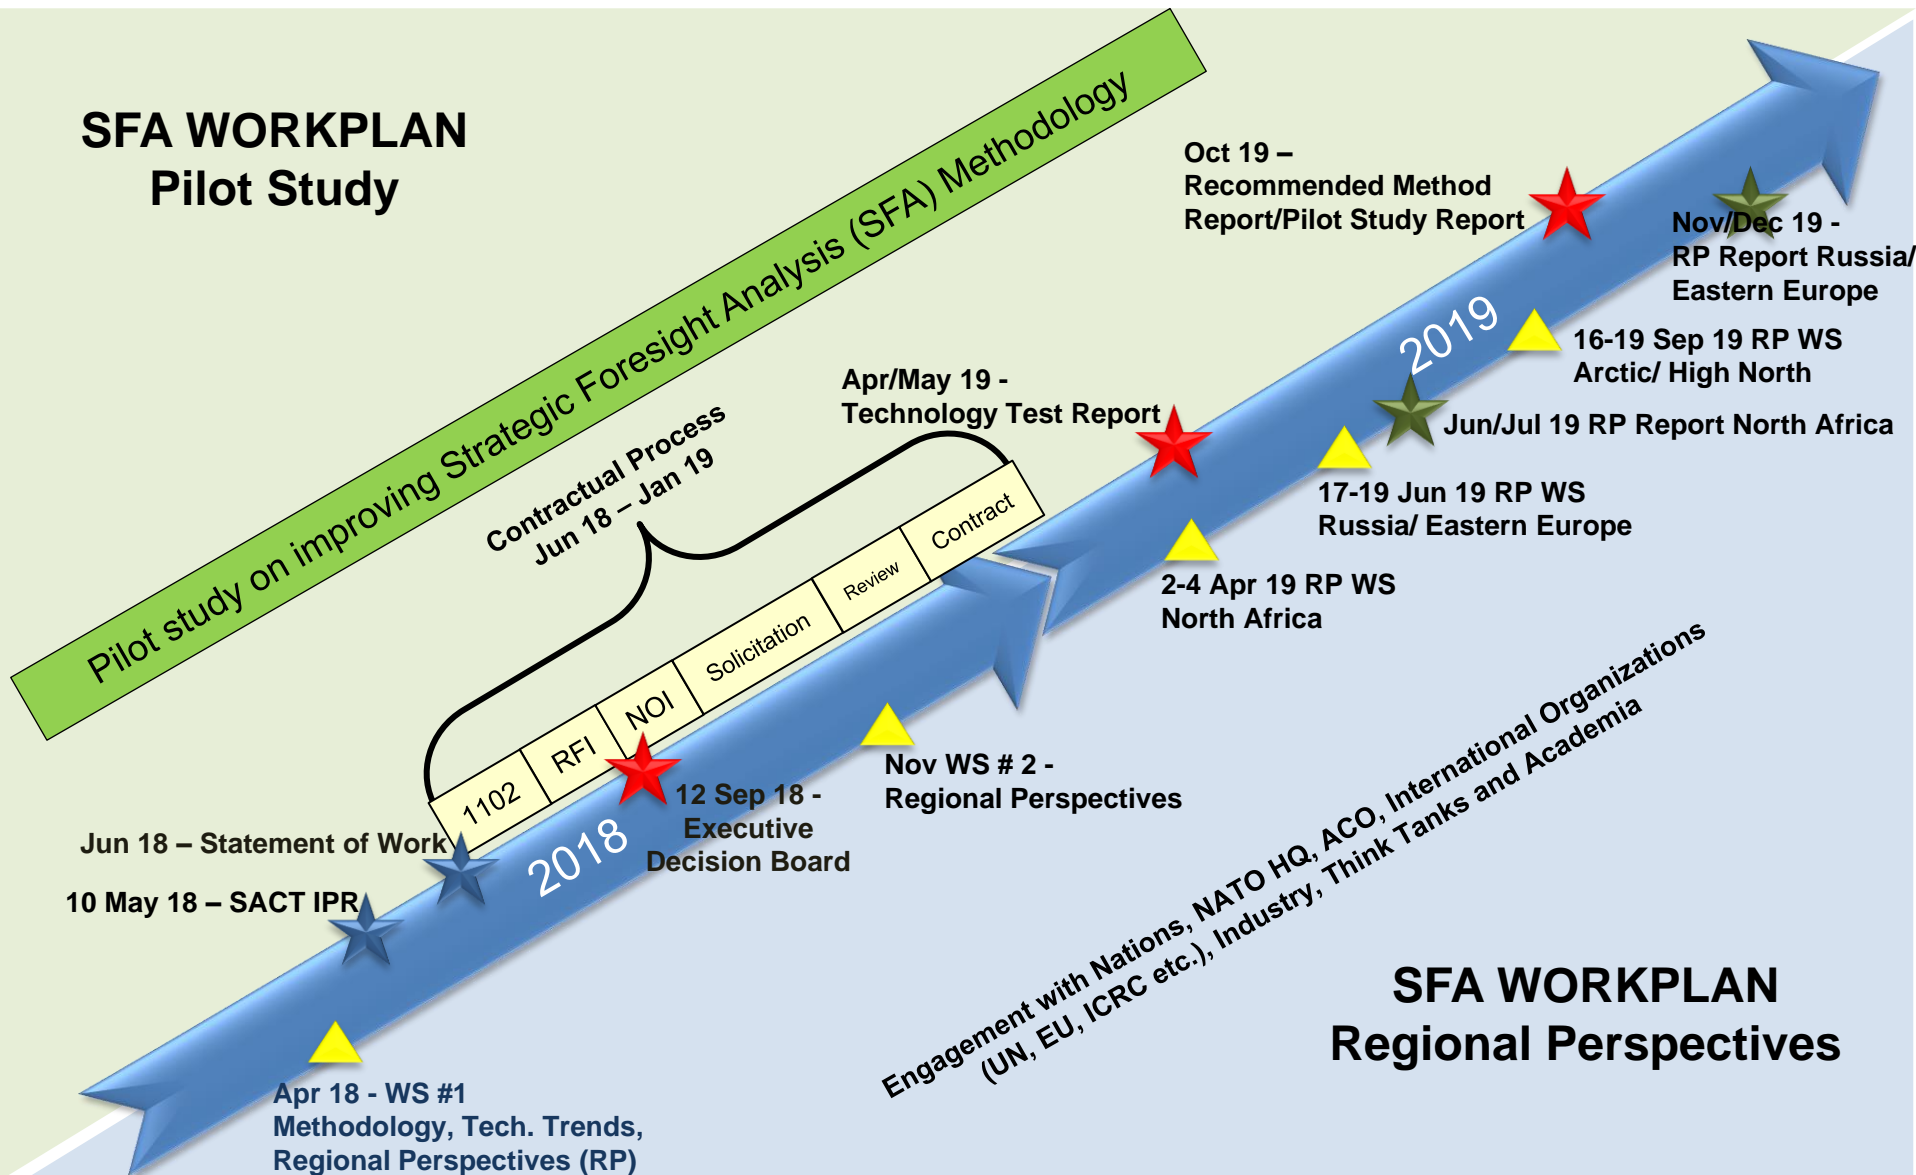 SFA WORKPLAN
Pilot Study
Pilot study on improving Strategic Foresight Analysis (SFA) Methodology
Contractual Process
Jun 18 – Jan 19
1102
RFI
NOI
Solicitation
Review
Contract
Oct 19 –
Recommended Method
Report/Pilot Study Report
Nov/Dec 19 -
RP Report Russia/
Eastern Europe
2019
16-19 Sep 19 RP WS
Arctic/ High North
Apr/May 19 -
Technology Test Report
Jun/Jul 19 RP Report North Africa
17-19 Jun 19 RP WS
Russia/ Eastern Europe
2-4 Apr 19 RP WS
North Africa
Nov WS # 2 -
Regional Perspectives
12 Sep 18 -
Executive
Decision Board
2018
Jun 18 – Statement of Work
10 May 18 – SACT IPR
Apr 18 - WS #1
Methodology, Tech. Trends,
Regional Perspectives (RP)
Engagement with Nations, NATO HQ, ACO, International Organizations
(UN, EU, ICRC etc.), Industry, Think Tanks and Academia
SFA WORKPLAN
Regional Perspectives